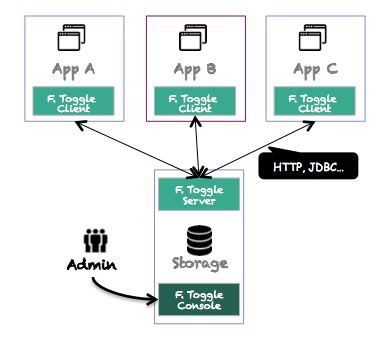 App A
App B
App C
F. Toggle
Client
F. Toggle
Client
F. Toggle
Client
HTTP, JDBC...
F. Toggle
Server
Storage
Admin
F. Toggle
Console